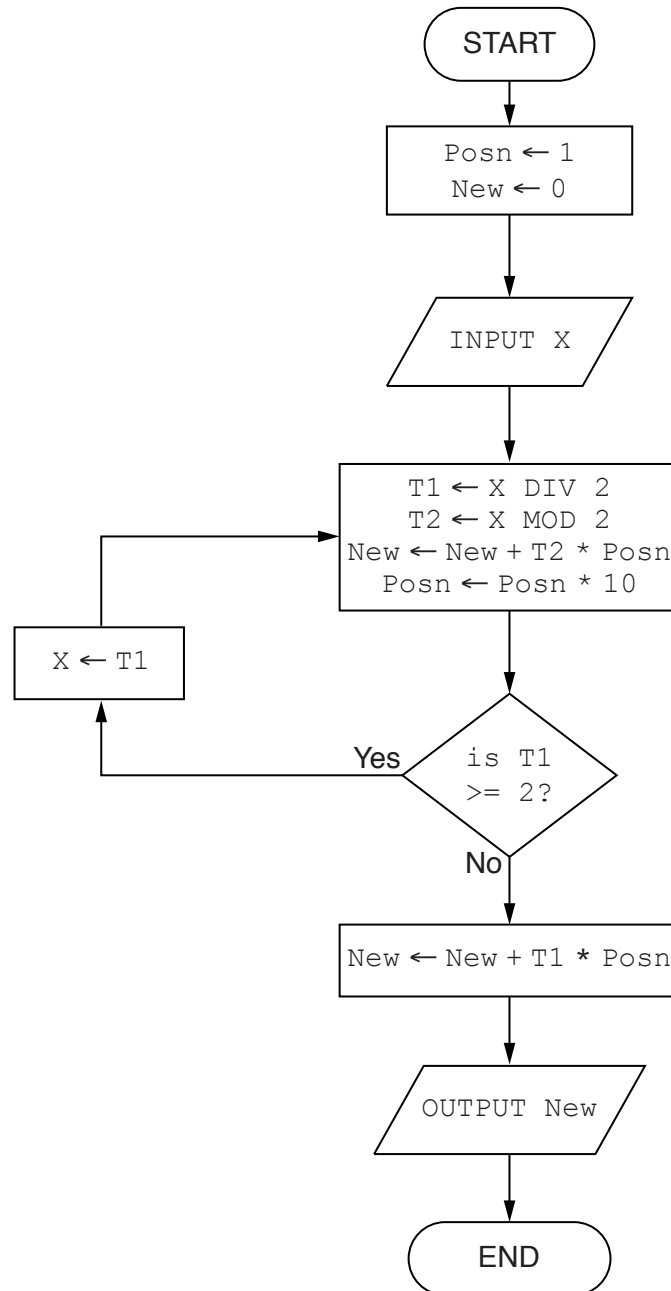 START
Posn ← 1
New ← 0
INPUT X
T1 ← X DIV 2
T2 ← X MOD 2
New ← New + T2 * Posn
Posn ← Posn * 10
X ← T1
Yes
is T1
>= 2?
No
New ← New + T1 * Posn
OUTPUT New
END